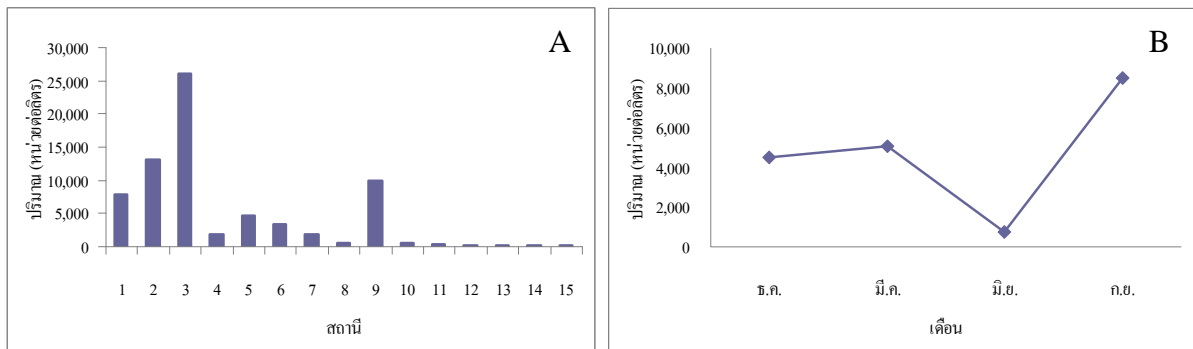 A
ปริมาณ (หน่วยต่อลิตร)
30,000
25,000
20,000
15,000
10,000
5,000
0
1 2 3 4 5 6 7 8 9 10 11 12 13 14 15
สถานี
B
ปริมาณ (หน่วยต่อลิตร)
10,000
8,000
6,000
4,000
2,000
0
ธ.ค. มี.ค. มิ.ย. ก.ย.
เดือน